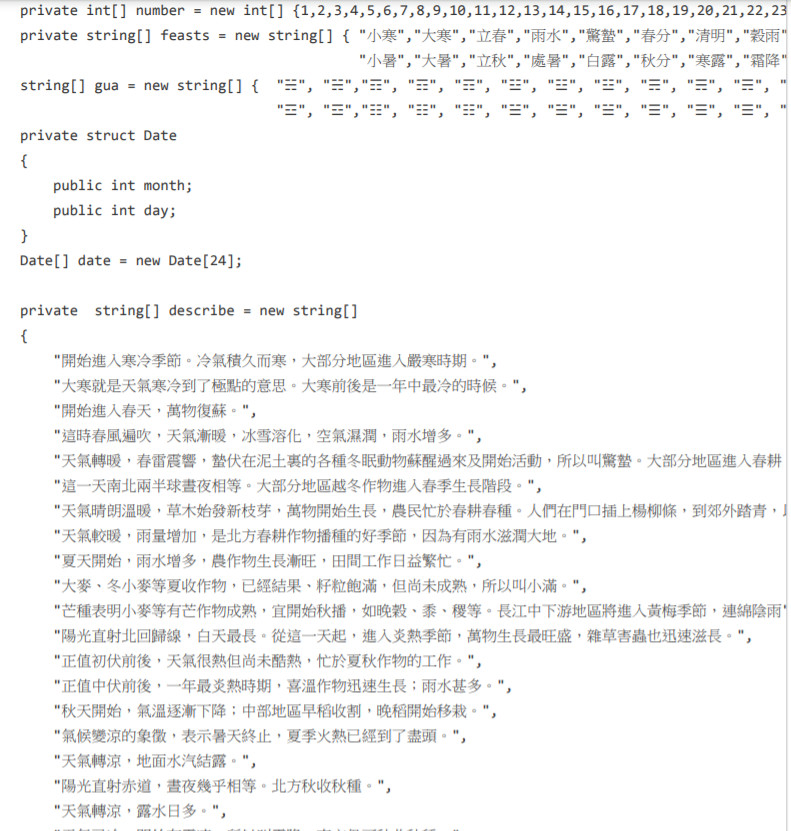 private int[] number = new int[] {1,2,3,4,5,6,7,8,9,10,11,12,13,14,15,16,17,18,19,20,21,22,23
private string[] feasts = new string[] { "小寒","大寒","立春","雨水","驚蟄","春分","清明","穀雨"
"小暑","大暑","立秋","處暑","白露","秋分","寒露","霜降"
string[] gua = new string[] {
private struct Date
{
public int month;
public int day;
}
Date[] date = new Date[24];
private  string[] describe = new string[]
{
"開始進入寒冷季節。冷氣積久而寒，大部分地區進入嚴寒時期。",
"大寒就是天氣寒冷到了極點的意思。大寒前後是一年中最冷的時候。",
"開始進入春天，萬物復蘇。",
"這時春風遍吹，天氣漸暖，冰雪溶化，空氣濕潤，雨水增多。",
"天氣轉暖，春雷震響，蟄伏在泥土裏的各種冬眠動物蘇醒過來及開始活動，所以叫驚蟄。大部分地區進入春耕
"這一天南北兩半球晝夜相等。大部分地區越冬作物進入春季生長階段。",
"天氣晴朗溫暖，草木始發新枝芽，萬物開始生長，農民忙於春耕春種。人們在門口插上楊柳條，到郊外踏青，
"天氣較暖，雨量增加，是北方春耕作物播種的好季節，因為有雨水滋潤大地。",
"夏天開始，雨水增多，農作物生長漸旺，田間工作日益繁忙。",
"大麥、冬小麥等夏收作物，已經結果、籽粒飽滿，但尚未成熟，所以叫小滿。",
"芒種表明小麥等有芒作物成熟，宜開始秋播，如晚穀、黍、稷等。長江中下游地區將進入黃梅季節，連綿陰雨
"陽光直射北回歸線，白天最長。從這一天起，進入炎熱季節，萬物生長最旺盛，雜草害蟲也迅速滋長。",
"正值初伏前後，天氣很熱但尚未酷熱，忙於夏秋作物的工作。",
"正值中伏前後，一年最炎熱時期，喜溫作物迅速生長；雨水甚多。",
"秋天開始，氣溫逐漸下降；中部地區早稻收割，晚稻開始移栽。",
"氣候變涼的象徵，表示暑天終止，夏季火熱已經到了盡頭。",
"天氣轉涼，地面水汽結露。",
"陽光直射赤道，晝夜幾乎相等。北方秋收秋種。",
"天氣轉涼，露水日多。",